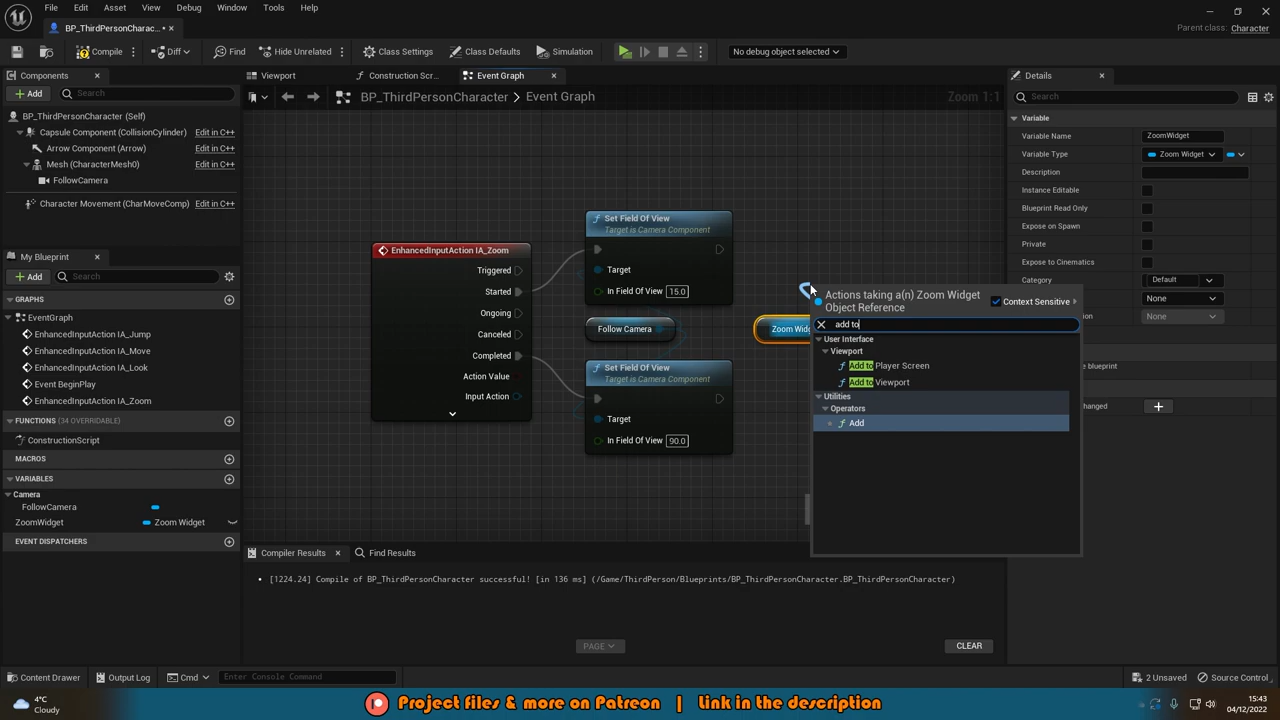 File Edit Asset View Debug Window Tools Help
BP_ThirdPersonCharac...
Parent class: Character
Compile Diff Find Hide Unrelated Class Settings Class Defaults Simulation No debug object selected
Components Viewport Construction Scr... Event Graph Details
Add Search BP_ThirdPersonCharacter > Event Graph Zoom 1:1 Search
BP_ThirdPersonCharacter (Self)
Capsule Component (CollisionCylinder) Edit in C++
Arrow Component (Arrow) Edit in C++
Mesh (CharacterMesh0) Edit in C++
FollowCamera
Character Movement (CharMoveComp) Edit in C++
My Blueprint
Add Search
GRAPHS
EventGraph
EnhancedInputAction IA_Jump
EnhancedInputAction IA_Move
EnhancedInputAction IA_Look
Event BeginPlay
EnhancedInputAction IA_Zoom
FUNCTIONS (34 OVERRIDABLE)
ConstructionScript
MACROS
VARIABLES
Camera
FollowCamera
ZoomWidget Zoom Widget
EVENT DISPATCHERS
EnhancedInputAction IA_Zoom
Triggered
Started
Ongoing
Canceled
Completed
Action Value
Input Action
Set Field Of View
Target is Camera Component
Target
In Field Of View 15.0
Follow Camera
Set Field Of View
Target is Camera Component
Target
In Field Of View 90.0
Zoom Widg
Actions taking a(n) Zoom Widget
Object Reference
Context Sensitive
add to
User Interface
Viewport
Add to Player Screen
Add to Viewport
Utilities
Operators
Add
Variable
Variable Name ZoomWidget
Variable Type Zoom Widget
Description
Instance Editable
Blueprint Read Only
Expose on Spawn
Private
Expose to Cinematics
Category Default
None
None
e blueprint
hanged
Compiler Results Find Results
[1224.24] Compile of BP_ThirdPersonCharacter successful! [in 136 ms] (/Game/ThirdPerson/Blueprints/BP_ThirdPersonCharacter.BP_ThirdPersonCharacter)
PAGE CLEAR
Content Drawer Output Log Cmd Enter Console Command 2 Unsaved Source Control
4°C
Cloudy
Project files & more on Patreon | Link in the description
15:43
04/12/2022